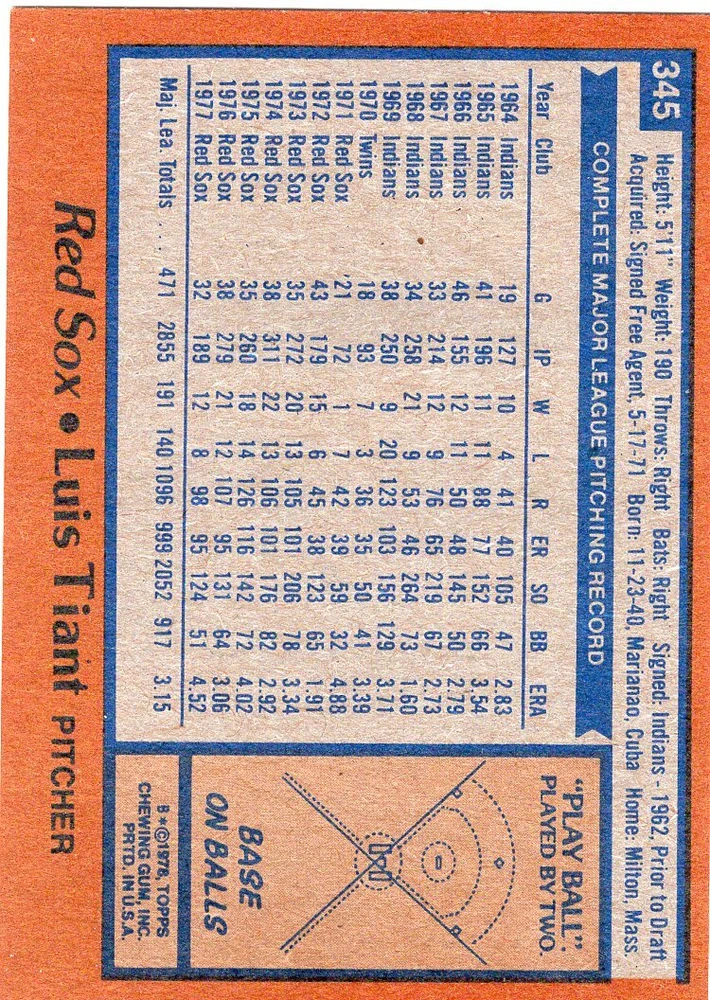 345
Height: 5'11" Weight: 190 Throws: Right Bats: Right Signed: Indians - 1962, Prior to Draft
Acquired: Signed Free Agent, 5-17-71 Born: 11-23-40, Marianao, Cuba Home: Milton, Mass.
COMPLETE MAJOR LEAGUE PITCHING RECORD
Year Club G IP W L R ER SO BB ERA
1964 Indians 19 127 10 4 41 40 105 47 2.83
1965 Indians 41 196 11 11 88 77 152 66 3.54
1966 Indians 46 155 12 11 50 48 145 50 2.79
1967 Indians 33 214 12 9 76 65 219 67 2.73
1968 Indians 34 258 21 9 53 46 264 73 1.60
1969 Indians 38 250 9 20 123 103 156 129 3.71
1970 Twins 18 93 7 3 36 35 50 41 3.39
1971 Red Sox '21 72 1 7 42 39 59 32 4.88
1972 Red Sox 43 179 15 6 45 38 123 65 1.91
1973 Red Sox 35 272 20 13 105 101 206 78 3.34
1974 Red Sox 38 311 22 13 106 101 176 82 2.92
1975 Red Sox 35 260 18 14 126 116 142 72 4.02
1976 Red Sox 38 279 21 12 107 95 131 64 3.06
1977 Red Sox 32 189 12 8 98 95 124 51 4.52
Maj. Lea. Totals .... 471 2855 191 140 1096 999 2052 917 3.15
"PLAY BALL":
PLAYED BY TWO.
BASE
ON BALLS
B *©1978, TOPPS
CHEWING GUM, INC.
PRTD. IN U.S.A.
Red Sox • Luis Tiant PITCHER